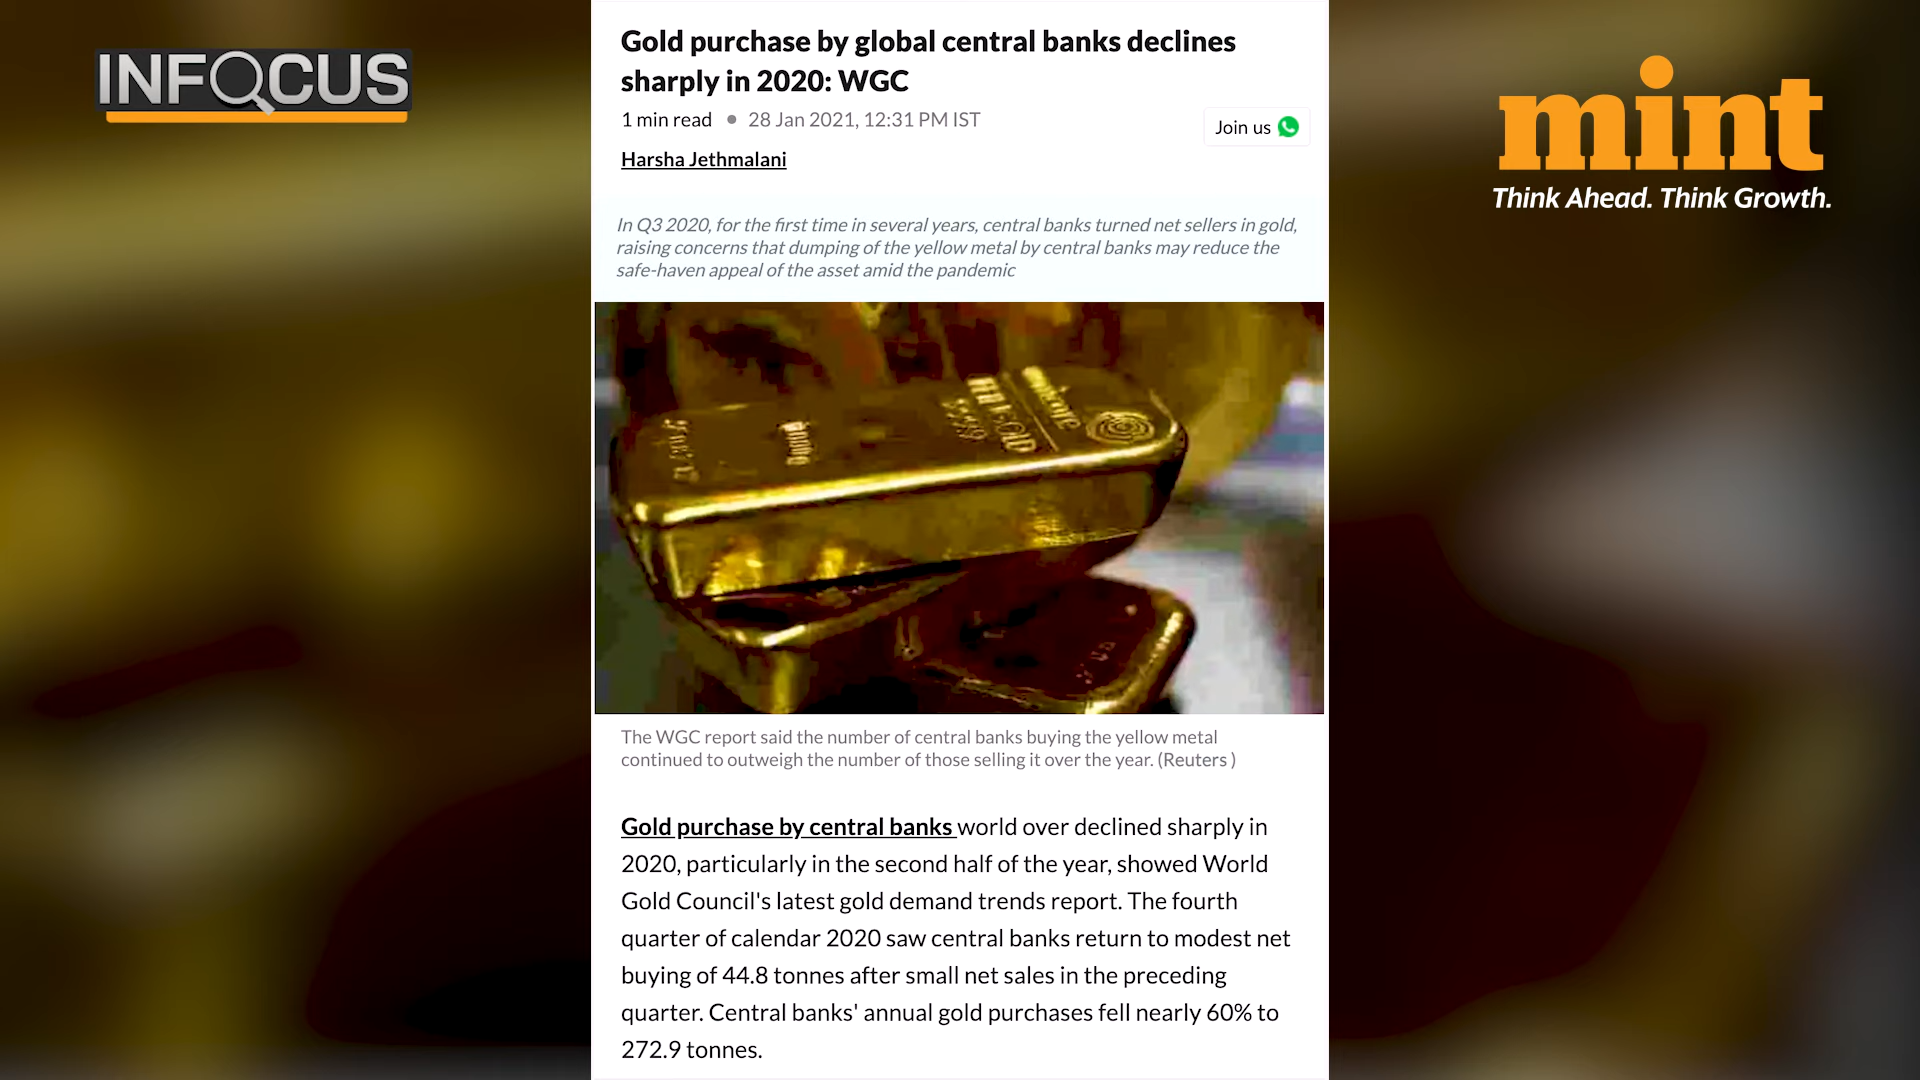 INFOCUS
mint
Think Ahead. Think Growth.
Gold purchase by global central banks declines
sharply in 2020: WGC
1 min read • 28 Jan 2021, 12:31 PM IST
Join us
Harsha Jethmalani
In Q3 2020, for the first time in several years, central banks turned net sellers in gold,
raising concerns that dumping of the yellow metal by central banks may reduce the
safe-haven appeal of the asset amid the pandemic
The WGC report said the number of central banks buying the yellow metal
continued to outweigh the number of those selling it over the year. (Reuters )
Gold purchase by central banks world over declined sharply in
2020, particularly in the second half of the year, showed World
Gold Council's latest gold demand trends report. The fourth
quarter of calendar 2020 saw central banks return to modest net
buying of 44.8 tonnes after small net sales in the preceding
quarter. Central banks' annual gold purchases fell nearly 60% to
272.9 tonnes.